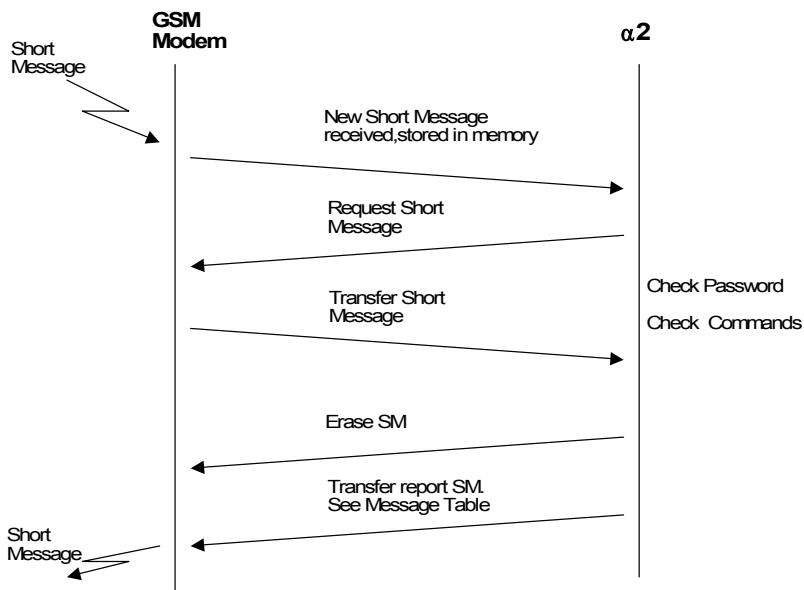 GSM
Modem
α2
Short
Message
New Short Message
received,stored in memory
Request Short
Message
Check Password
Transfer Short
Message
Check Commands
Erase SM
Transfer report SM.
See Message Table
Short
Message